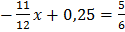 −11/12 x + 0,25 = 5/6